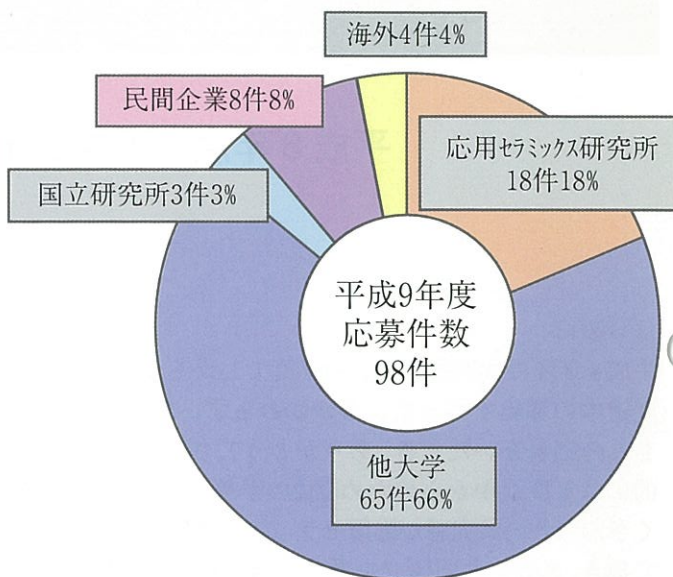 海外4件4%
民間企業8件8%
応用セラミックス研究所
18件18%
国立研究所3件3%
平成9年度
応募件数
98件
他大学
65件66%